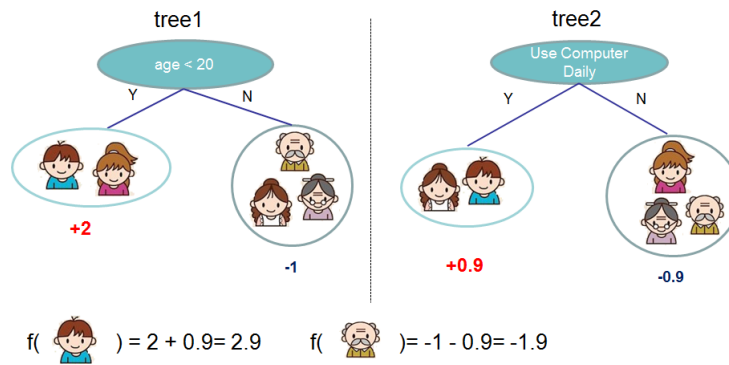 tree1
tree2
age < 20
Use Computer
Daily
Y
N
Y
N
+2
-1
+0.9
-0.9
f( ) = 2 + 0.9= 2.9
f( )= -1 - 0.9= -1.9